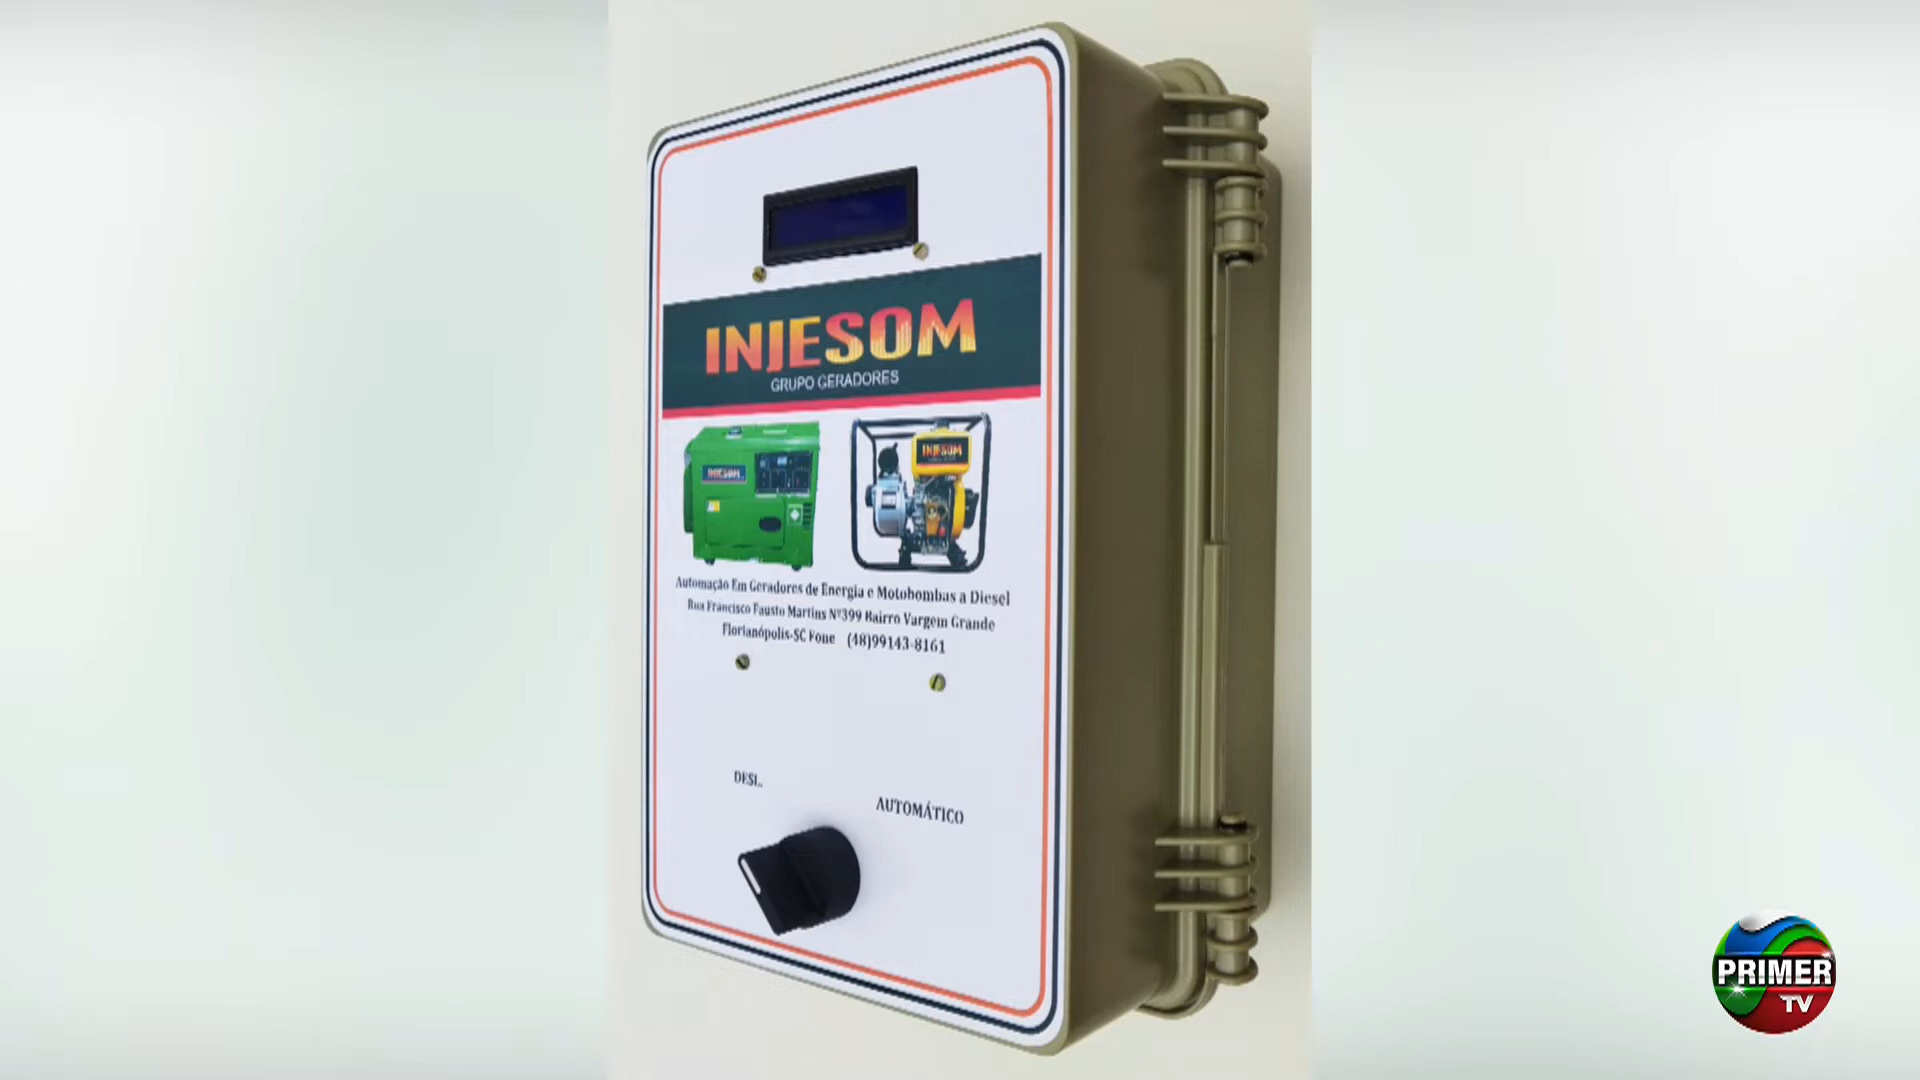 INJESOM
GRUPO GERADORES
INJESOM
INJESOM
Automação Em Geradores de Energia e Motobombas a Diesel
Rua Francisco Fausto Martins Nº399 Bairro Vargem Grande
Florianópolis-SC Fone (48)99143-8161
DESL.
AUTOMÁTICO
PRIMER
TV